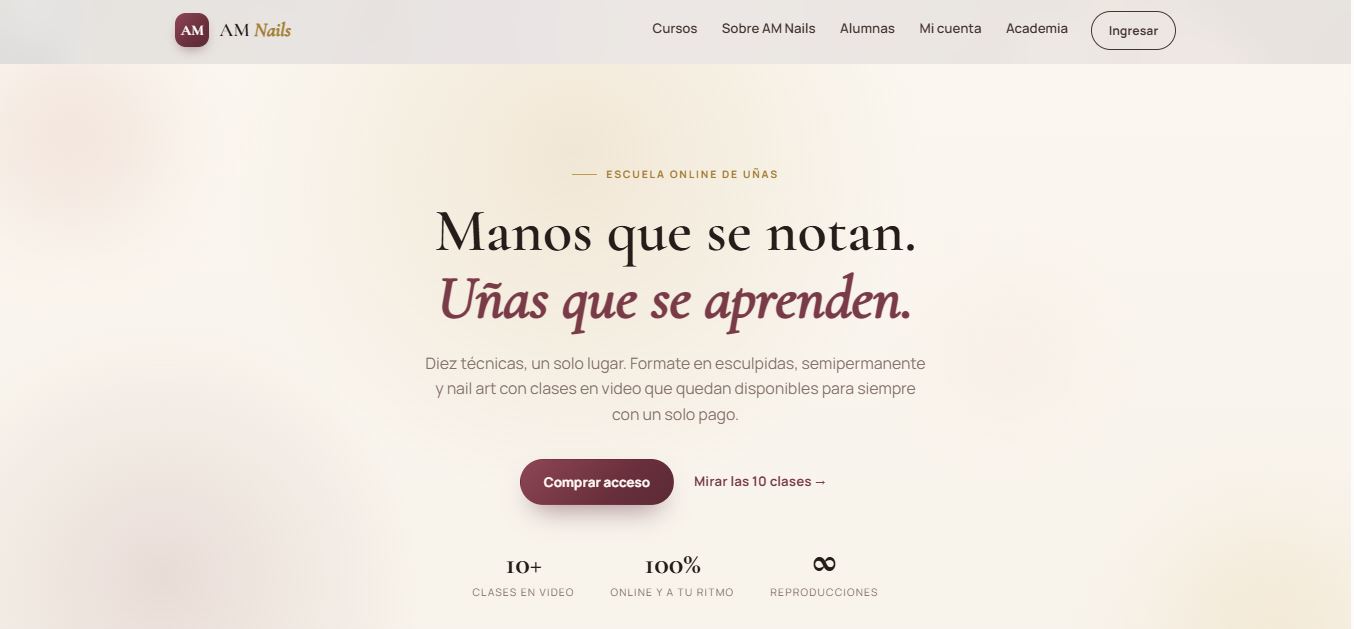 AM AM Nails Cursos Sobre AM Nails Alumnas Mi cuenta Academia Ingresar
ESCUELA ONLINE DE UÑAS
Manos que se notan.
Uñas que se aprenden.
Diez técnicas, un solo lugar. Formate en esculpidas, semipermanente
y nail art con clases en video que quedan disponibles para siempre
con un solo pago.
Comprar acceso Mirar las 10 clases →
10+ 100% ∞
CLASES EN VIDEO ONLINE Y A TU RITMO REPRODUCCIONES